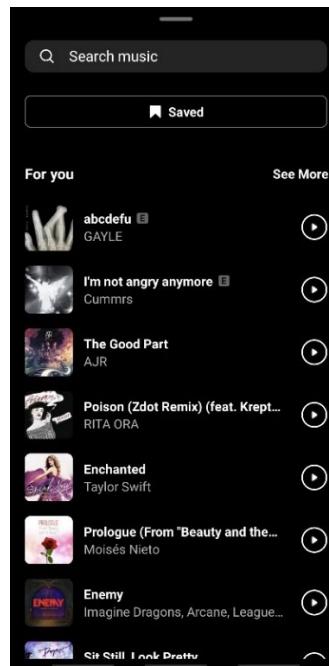 Search music
Saved
For you See More
abcdefu E
GAYLE
I'm not angry anymore E
Cummrs
The Good Part
AJR
Poison (Zdot Remix) (feat. Krept...
RITA ORA
Enchanted
Taylor Swift
Prologue (From "Beauty and the...
Moisés Nieto
ENEMY
Enemy
Imagine Dragons, Arcane, League...
Sit Still, Look Pretty